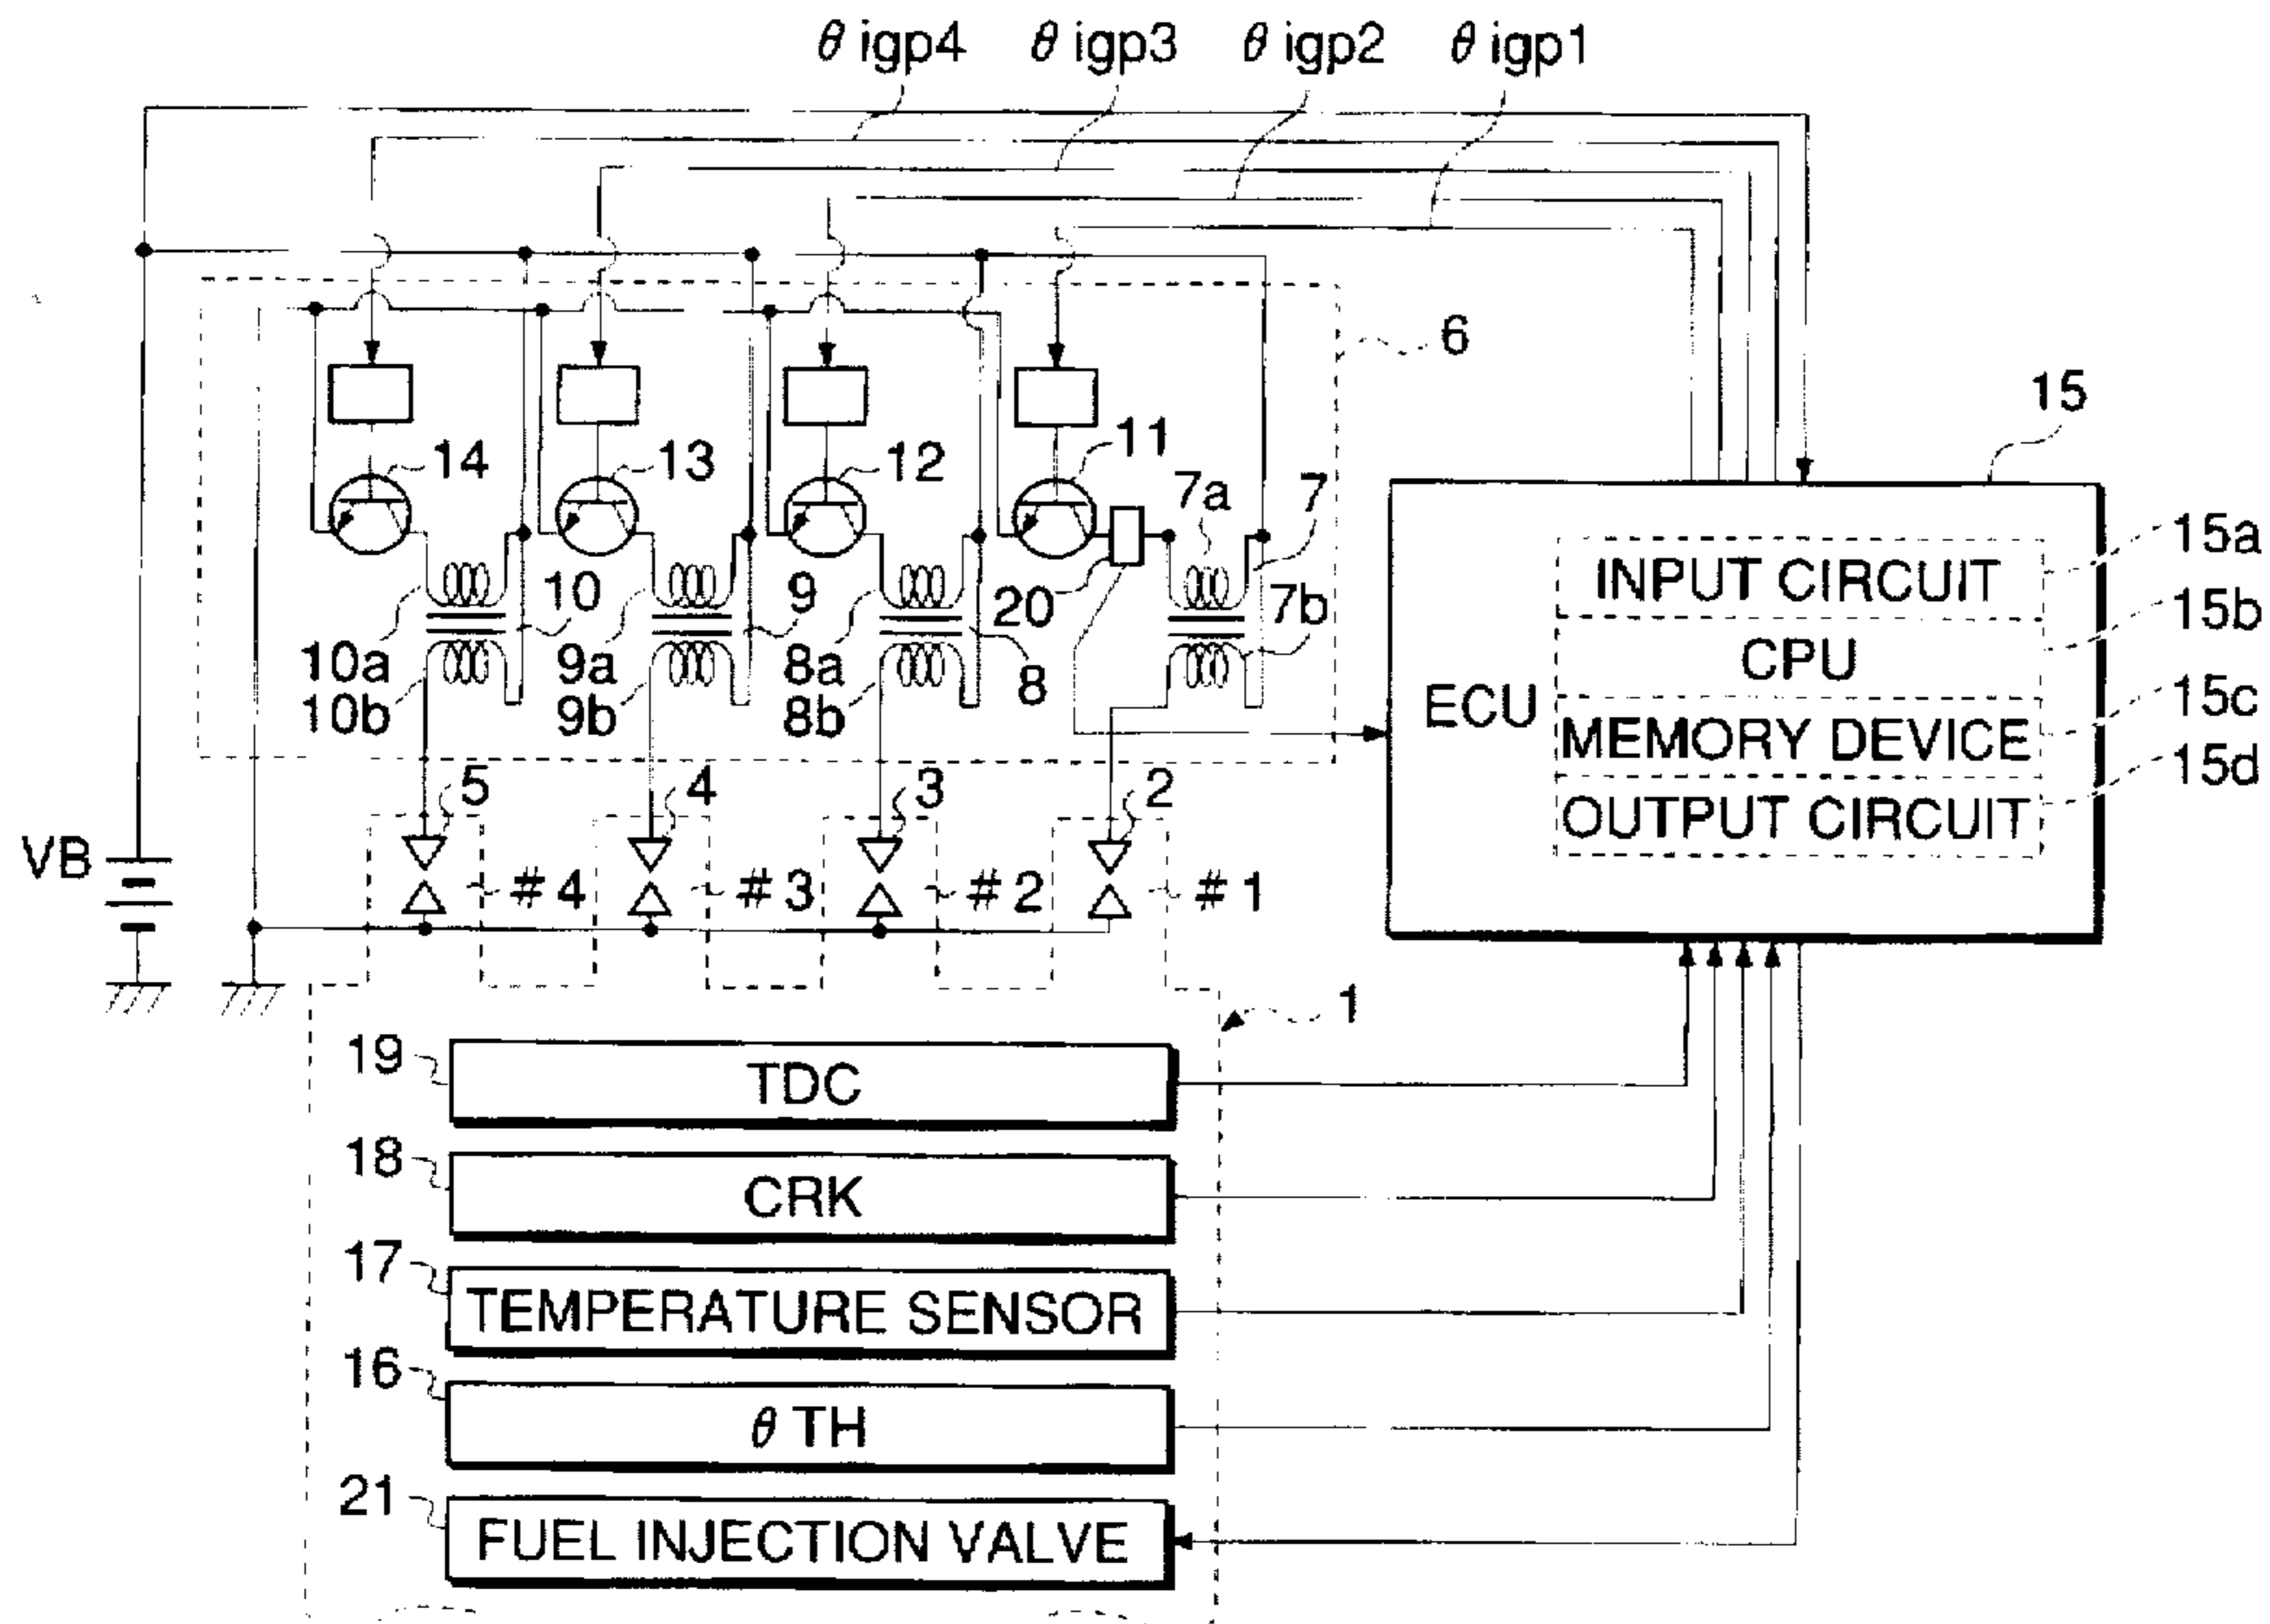 θ igp4 θ igp3 θ igp2 θ igp1
6
15
14 13 12 11
7a 7
20 7b
10 9 8
10a 9a 8a
10b 9b 8b
ECU
INPUT CIRCUIT 15a
CPU 15b
MEMORY DEVICE 15c
OUTPUT CIRCUIT 15d
5 4 3 2
VB
#4 #3 #2 #1
1
19 TDC
18 CRK
17 TEMPERATURE SENSOR
16 θ TH
21 FUEL INJECTION VALVE